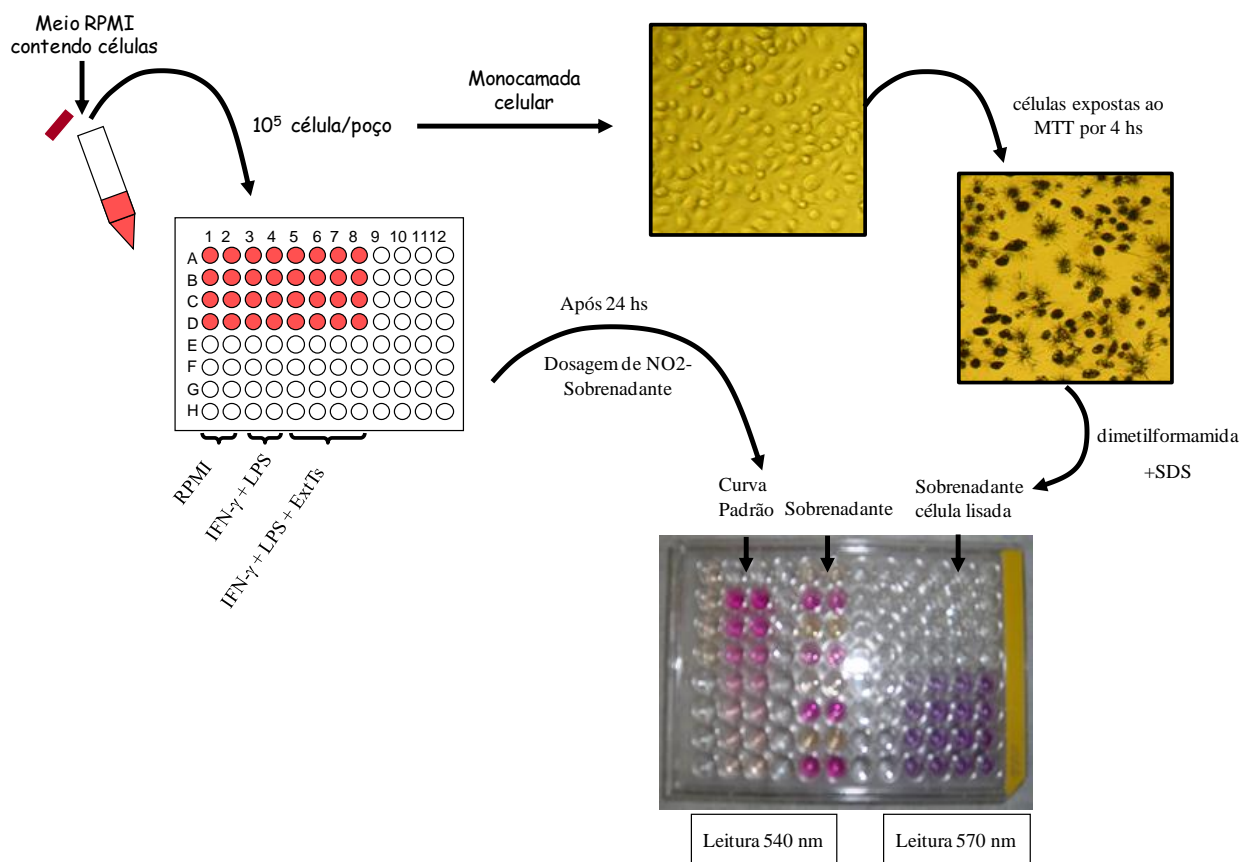 Meio RPMI
contendo células
10⁵ célula/poço
Monocamada
celular
células expostas ao
MTT por 4 hs
1 2 3 4 5 6 7 8 9 10 11 12
A
B
C
D
E
F
G
H
RPMI
IFN-γ + LPS
IFN-γ + LPS + ExtTs
Após 24 hs
Dosagem de NO2-
Sobrenadante
dimetilformamida
+SDS
Curva
Padrão
Sobrenadante
Sobrenadante
célula lisada
Leitura 540 nm
Leitura 570 nm